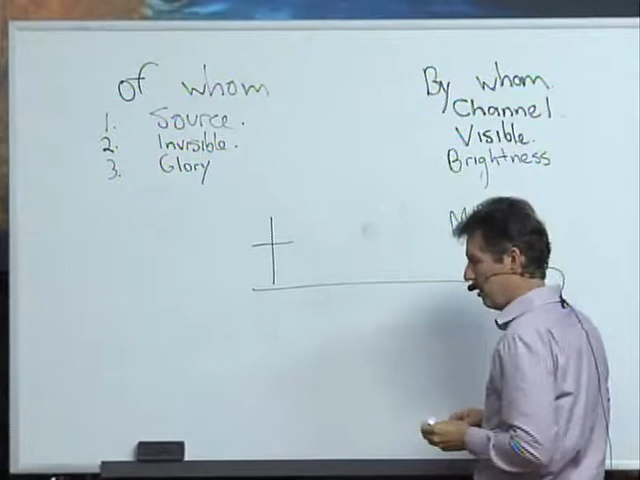 of whom
1. Source.
2. Invisible.
3. Glory
By whom
Channel.
Visible.
Brightness